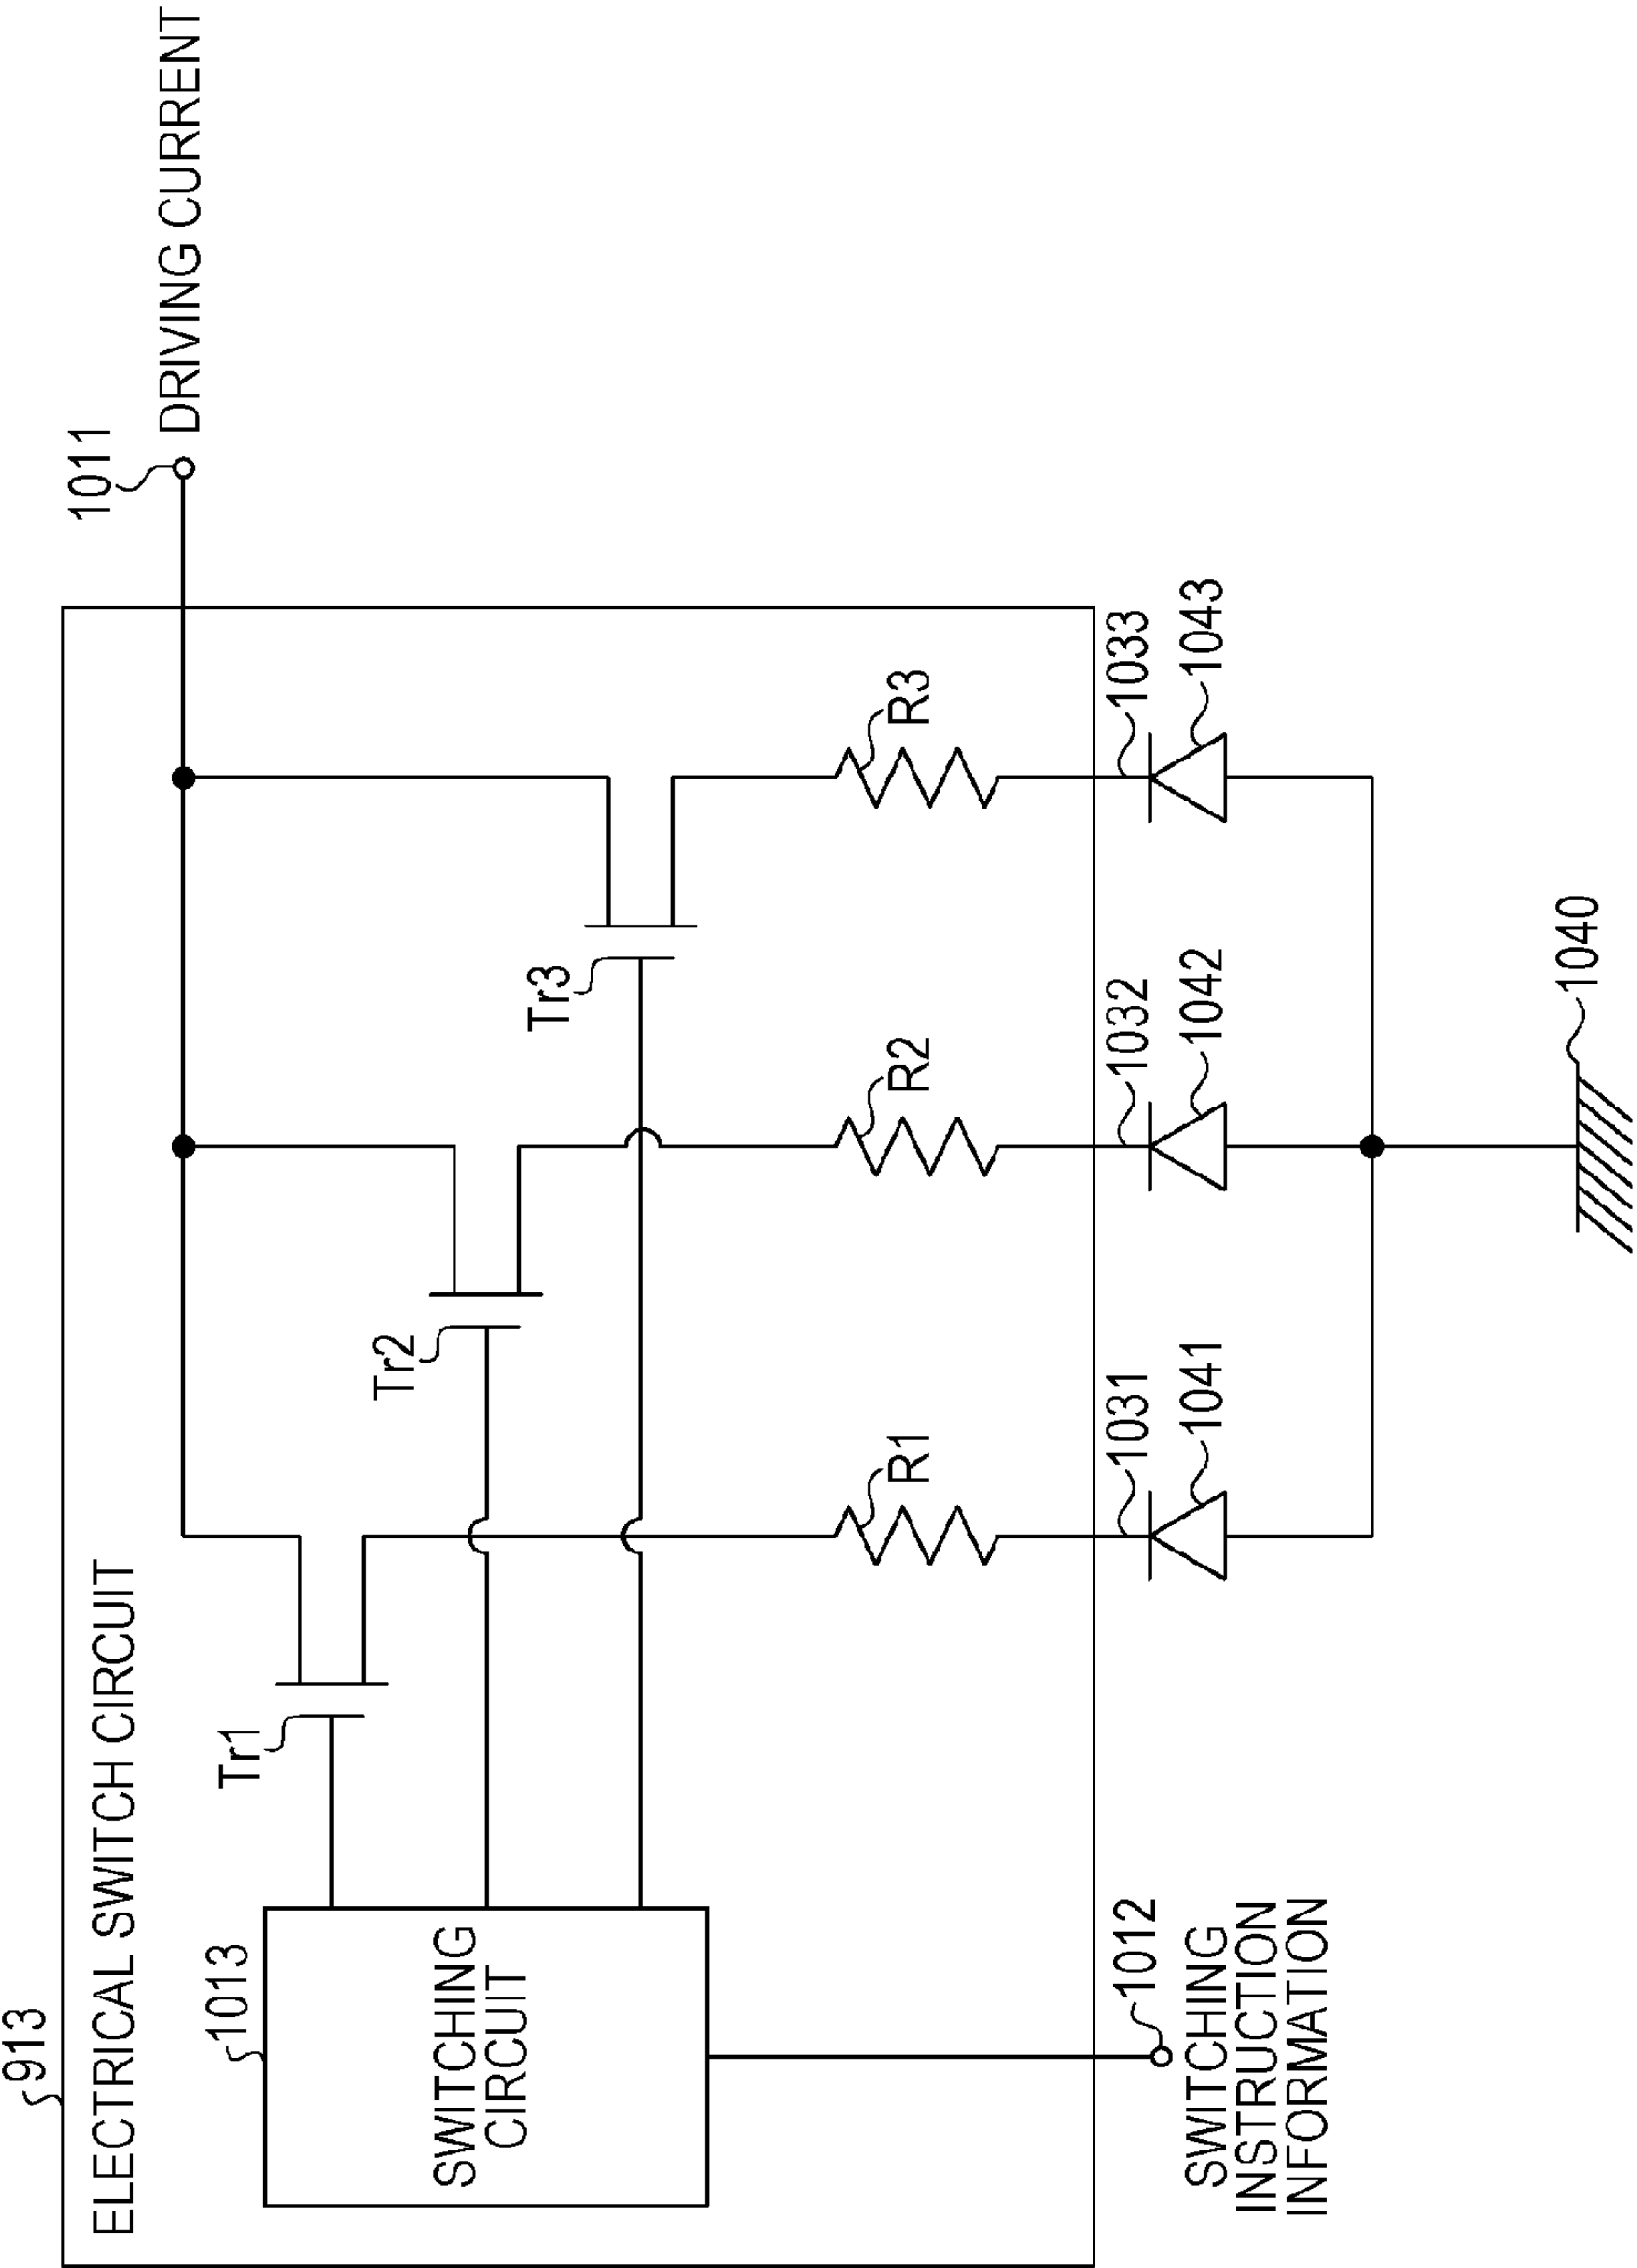 913
ELECTRICAL SWITCH CIRCUIT
1011
DRIVING CURRENT
1013
SWITCHING
CIRCUIT
Tr1
Tr2
Tr3
R1
R2
R3
1031
1032
1033
1041
1042
1043
1012
SWITCHING
INSTRUCTION
INFORMATION
1040